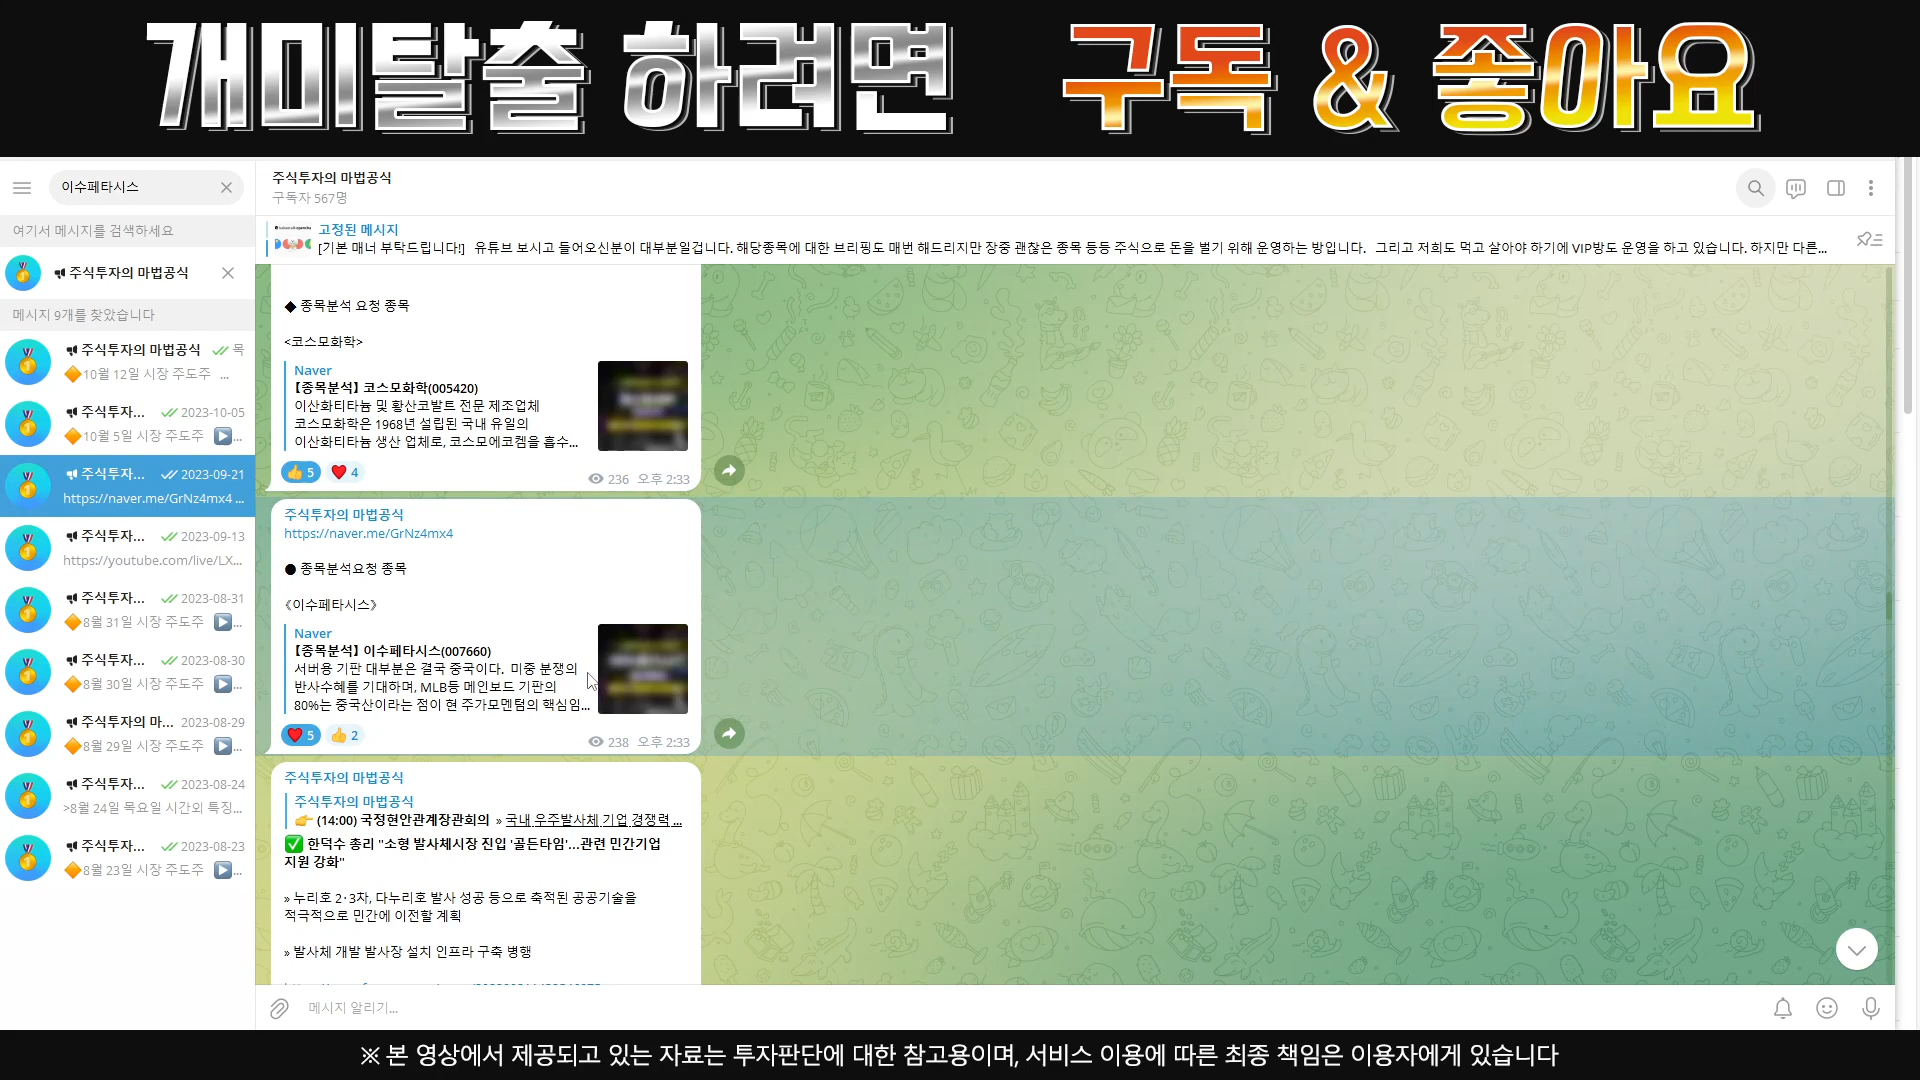 개미탈출 하려면 구독 & 좋아요
이수페타시스
여기서 메시지를 검색하세요
주식투자의 마법공식
메시지 9개를 찾았습니다
주식투자의 마법공식 목
10월 12일 시장 주도주 ...
주식투자... 2023-10-05
10월 5일 시장 주도주 ...
주식투자... 2023-09-21
https://naver.me/GrNz4mx4 ...
주식투자... 2023-09-13
https://youtube.com/live/LX...
주식투자... 2023-08-31
8월 31일 시장 주도주 ...
주식투자... 2023-08-30
8월 30일 시장 주도주 ...
주식투자의 마... 2023-08-29
8월 29일 시장 주도주 ...
주식투자... 2023-08-24
>8월 24일 목요일 시간외 특징...
주식투자... 2023-08-23
8월 23일 시장 주도주 ...
주식투자의 마법공식
구독자 567명
고정된 메시지
[기본 매너 부탁드립니다!] 유튜브 보시고 들어오신분이 대부분일겁니다. 해당종목에 대한 브리핑도 매번 해드리지만 장중 괜찮은 종목 등등 주식으로 돈을 벌기 위해 운영하는 방입니다. 그리고 저희도 먹고 살아야 하기에 VIP방도 운영을 하고 있습니다. 하지만 다른...
◆ 종목분석 요청 종목
<코스모화학>
Naver
【종목분석】 코스모화학(005420)
이산화티타늄 및 황산코발트 전문 제조업체
코스모화학은 1968년 설립된 국내 유일의
이산화티타늄 생산 업체로, 코스모에코켐을 흡수...
5 4
236 오후 2:33
주식투자의 마법공식
https://naver.me/GrNz4mx4
● 종목분석요청 종목
《이수페타시스》
Naver
【종목분석】 이수페타시스(007660)
서버용 기판 대부분은 결국 중국이다. 미중 분쟁의
반사수혜를 기대하며, MLB등 메인보드 기판의
80%는 중국산이라는 점이 현 주가모멘텀의 핵심임...
5 2
238 오후 2:33
주식투자의 마법공식
주식투자의 마법공식
(14:00) 국정현안관계장관회의 » 국내 우주발사체 기업 경쟁력 ...
한덕수 총리 "소형 발사체시장 진입 '골든타임'...관련 민간기업
지원 강화"
» 누리호 2·3차, 다누리호 발사 성공 등으로 축적된 공공기술을
적극적으로 민간에 이전할 계획
» 발사체 개발 발사장 설치 인프라 구축 병행
메시지 알리기...
※ 본 영상에서 제공되고 있는 자료는 투자판단에 대한 참고용이며, 서비스 이용에 따른 최종 책임은 이용자에게 있습니다